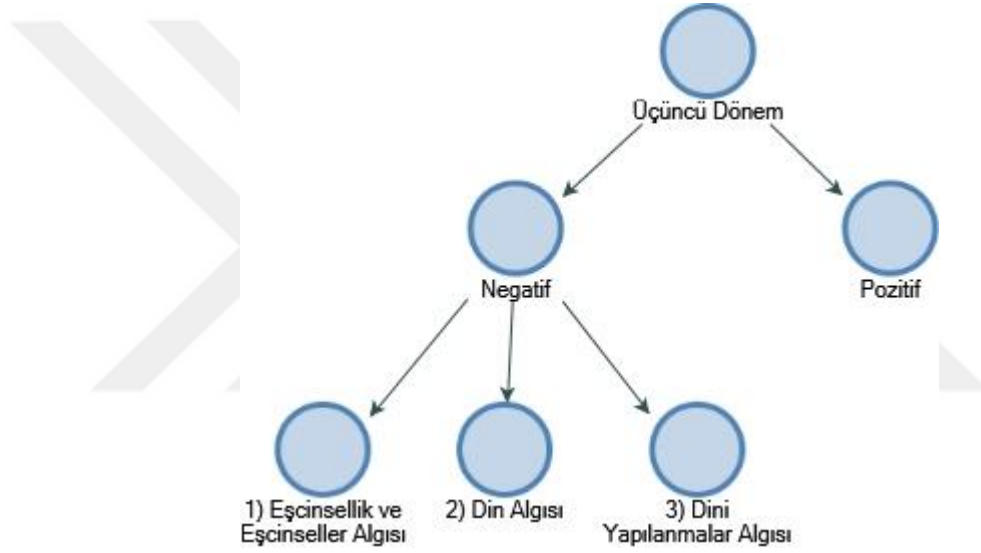 Üçüncü Dönem
Negatif
Pozitif
1) Eşcinsellik ve
Eşcinseller Algısı
2) Din Algısı
3) Dini
Yapılanmalar Algısı